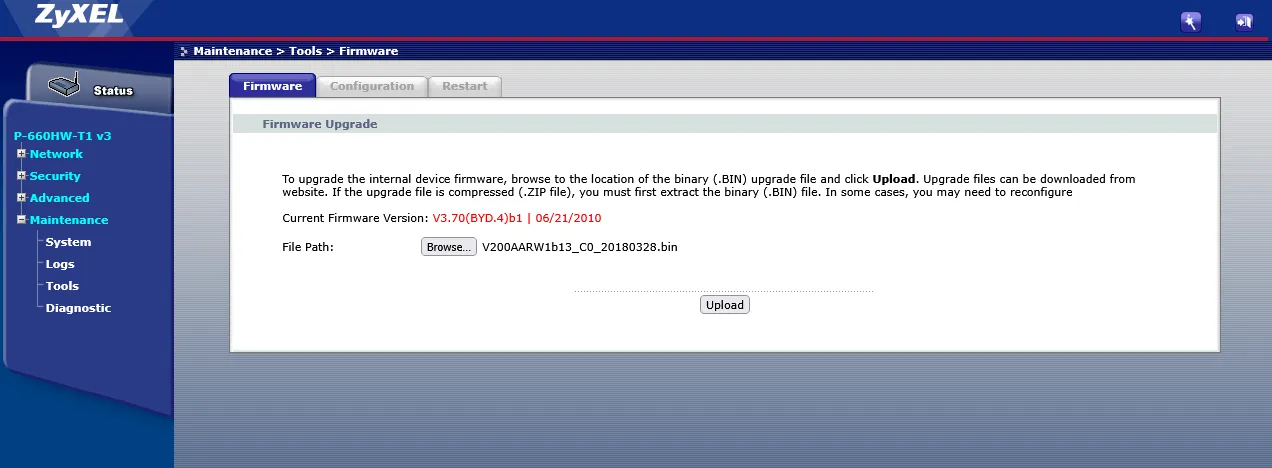 ZyXEL
Maintenance > Tools > Firmware
Status
P-660HW-T1 v3
Network
Security
Advanced
Maintenance
System
Logs
Tools
Diagnostic
Firmware
Configuration
Restart
Firmware Upgrade
To upgrade the internal device firmware, browse to the location of the binary (.BIN) upgrade file and click Upload. Upgrade files can be downloaded from
website. If the upgrade file is compressed (.ZIP file), you must first extract the binary (.BIN) file. In some cases, you may need to reconfigure
Current Firmware Version: V3.70(BYD.4)b1 | 06/21/2010
File Path: Browse... V200AARW1b13_C0_20180328.bin
Upload